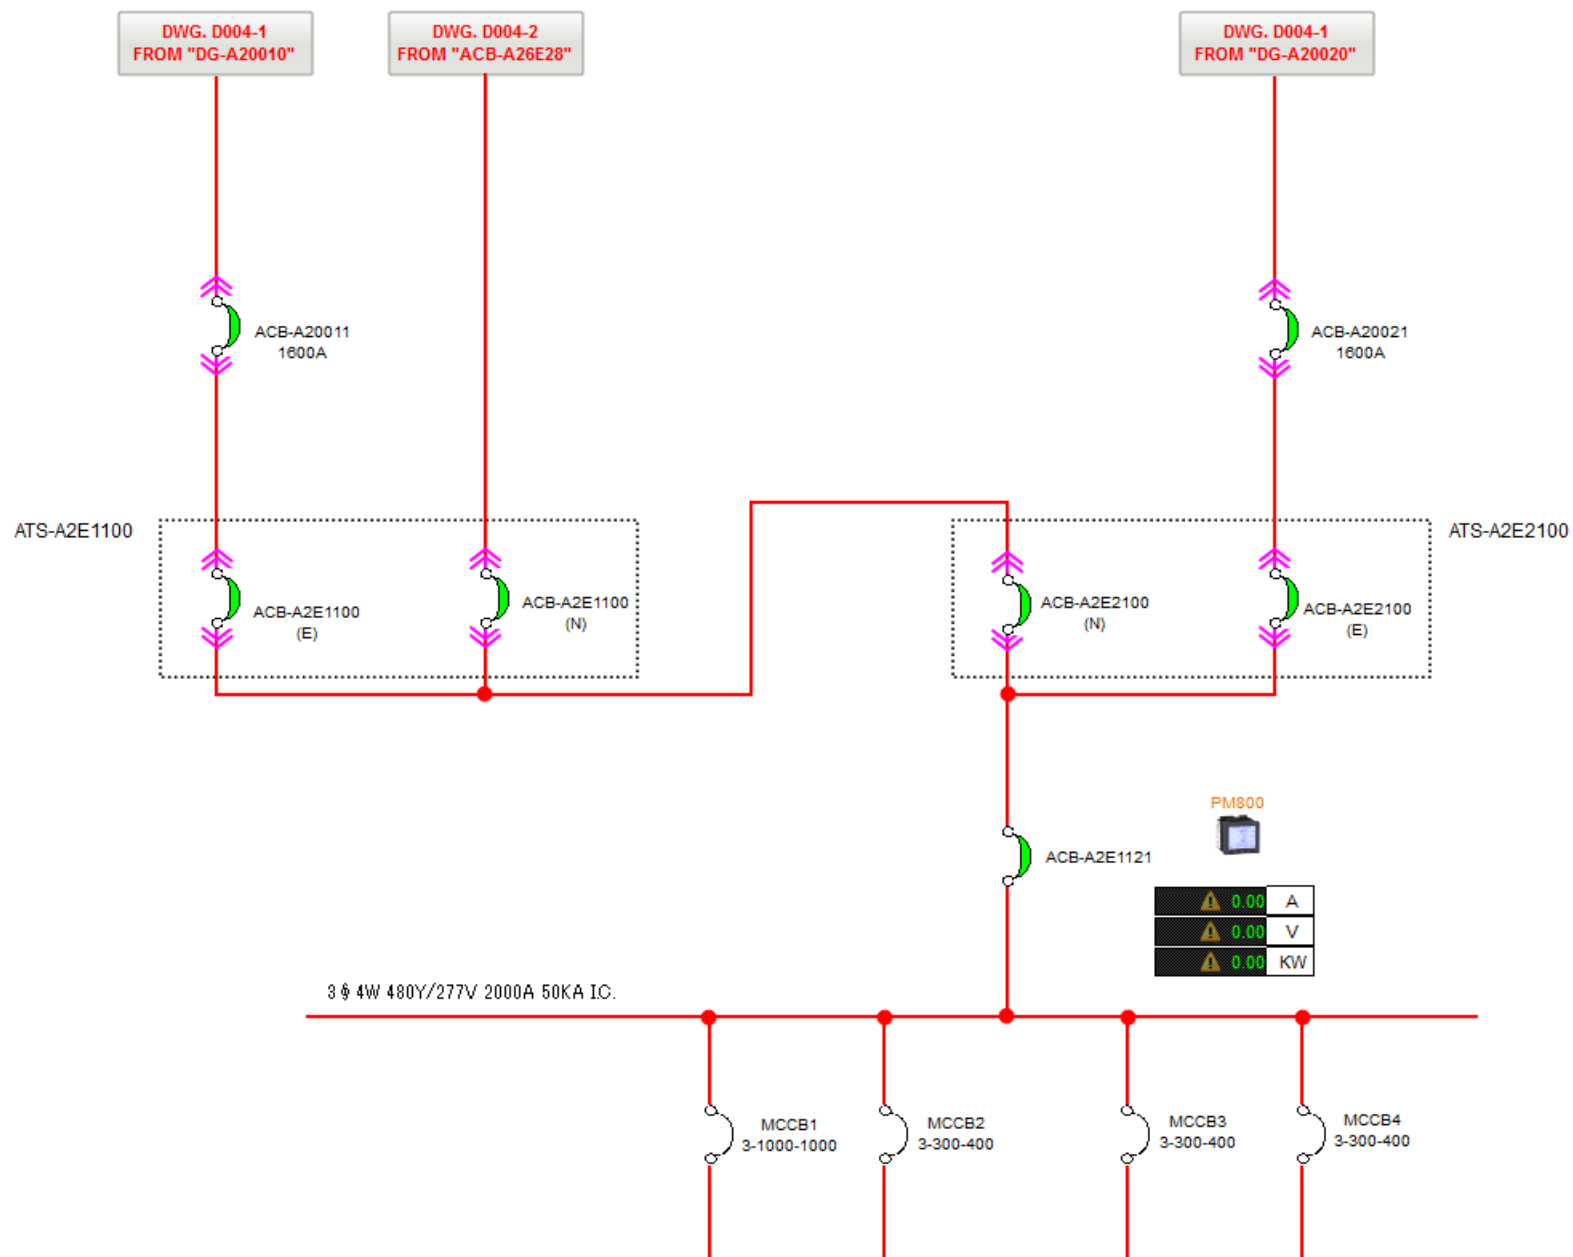 DWG. D004-1
FROM "DG-A20010"
DWG. D004-2
FROM "ACB-A26E28"
DWG. D004-1
FROM "DG-A20020"
ACB-A20011
1600A
ACB-A20021
1600A
ATS-A2E1100
ATS-A2E2100
ACB-A2E1100
(E)
ACB-A2E1100
(N)
ACB-A2E2100
(N)
ACB-A2E2100
(E)
PM800
ACB-A2E1121
0.00 A
0.00 V
0.00 KW
3 ϕ 4W 480Y/277V 2000A 50KA I.C.
MCCB1
3-1000-1000
MCCB2
3-300-400
MCCB3
3-300-400
MCCB4
3-300-400